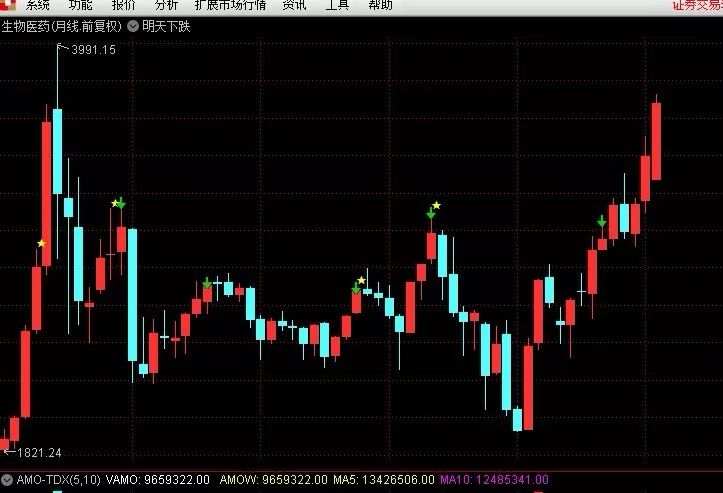 系统 功能 报价 分析 扩展市场行情 资讯 工具 帮助 证券交易
生物医药(月线.前复权) 明天下跌
3991.15
1821.24
AMO-TDX(5,10) VAMO: 9659322.00 AMOW: 9659322.00 MA5: 13426506.00 MA10: 12485341.00